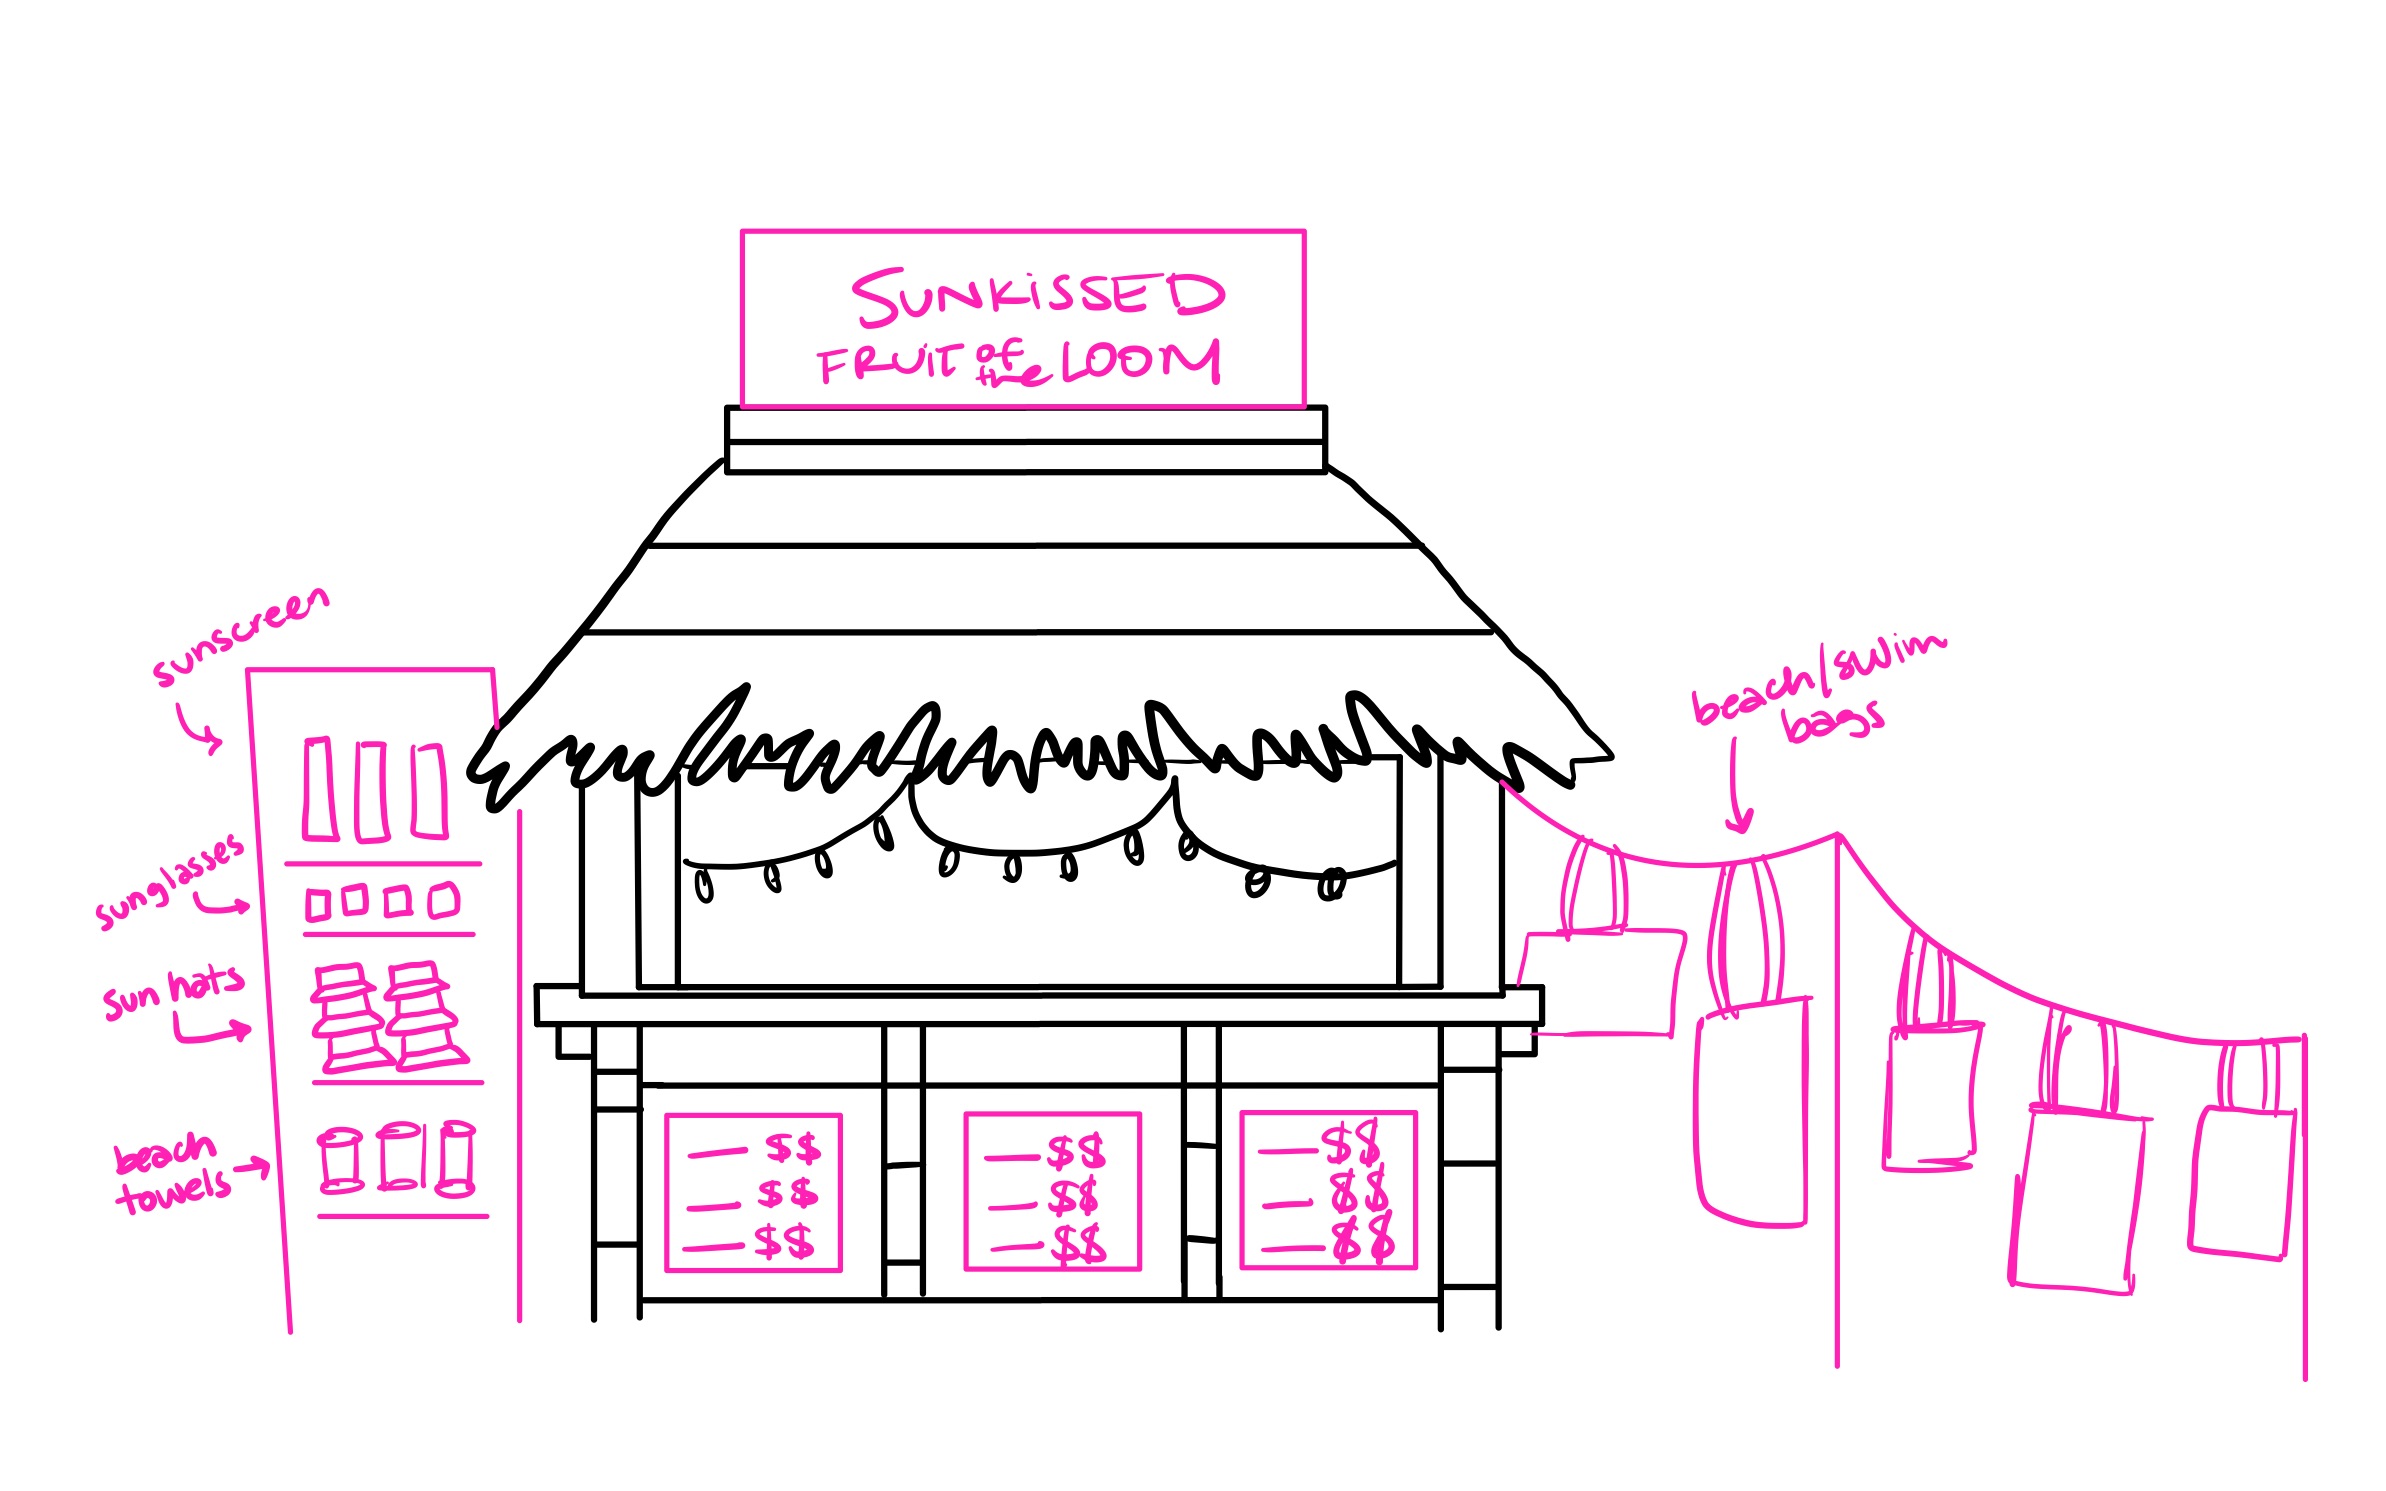 SUNKISSED
FRUIT of the LOOM
sunscreen
sunglasses
sun hats
beach
towels
beach/swim
bags
$$
$$
$$
$$
$$
$$
$$
$$
$$